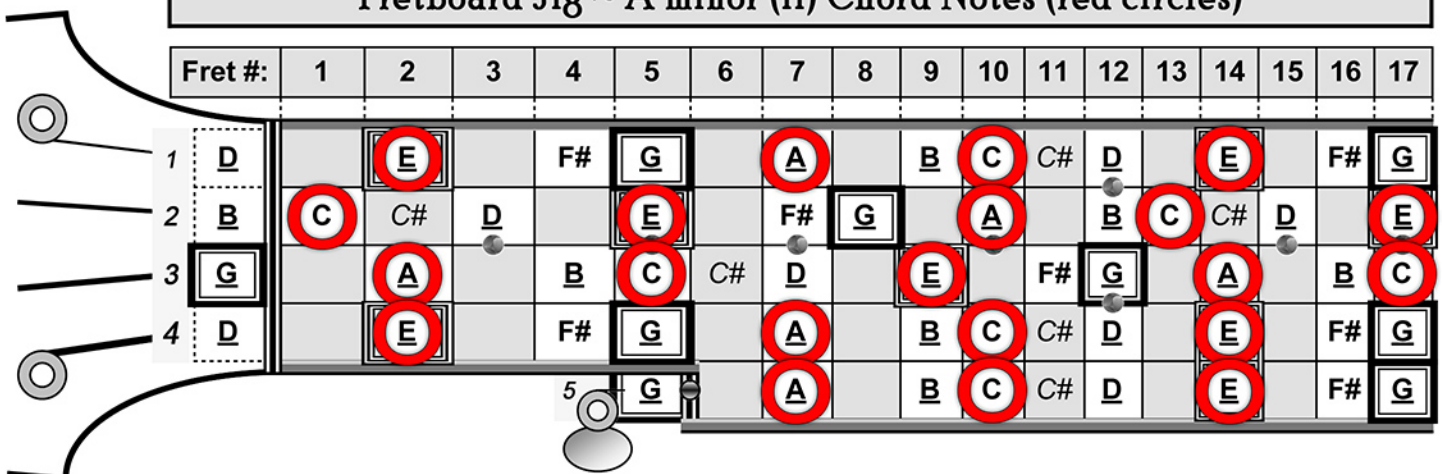 Fretboard Jig ~ A minor (ii) Chord Notes (red circles)
Fret #: 1 2 3 4 5 6 7 8 9 10 11 12 13 14 15 16 17
1 D E F# G A B C C# D E F# G
2 B C C# D E F# G A B C C# D E
3 G A B C C# D E F# G A B C
4 D E F# G A B C C# D E F# G
5 G A B C C# D E F# G